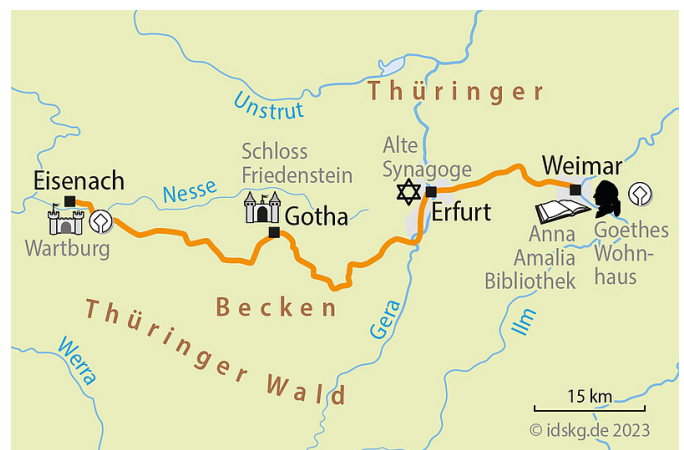 Thüringer
Unstrut
Alte
Synagoge
Schloss
Friedenstein
Weimar
Eisenach
Nesse
Gotha
Erfurt
Wartburg
Anna
Amalia
Bibliothek
Goethes
Wohn-
haus
Becken
Thüringer Wald
Gera
Ilm
Werra
15 km
© idskg.de 2023